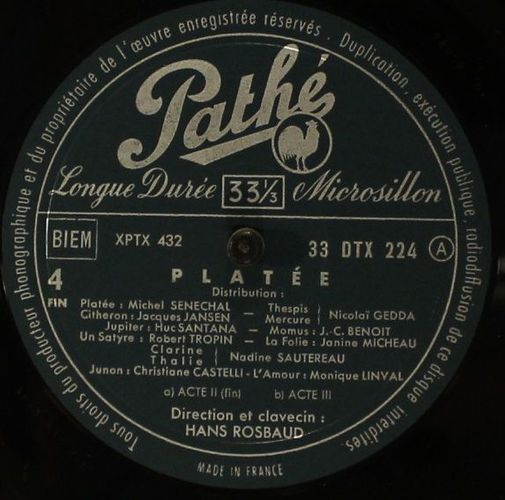 Tous droits du producteur phonographique et du propriétaire de l'œuvre enregistrée réservés · Duplication, exécution publique, radiodiffusion de ce disque interdites.
Pathé
Longue Durée 33⅓ Microsillon
BIEM XPTX 432 33 DTX 224 A
4
FIN
PLATÉE
Distribution :
Platée : Michel SENECHAL — Thespis
Citheron : Jacques JANSEN — Mercure Nicolaï GEDDA
Jupiter : Huc SANTANA — Momus : J.-C. BENOIT
Un Satyre : Robert TROPIN — La Folie : Janine MICHEAU
Clarine
Thalie Nadine SAUTEREAU
Junon : Christiane CASTELLI - L'Amour : Monique LINVAL
a) ACTE II (fin) b) ACTE III
Direction et clavecin :
HANS ROSBAUD
MADE IN FRANCE